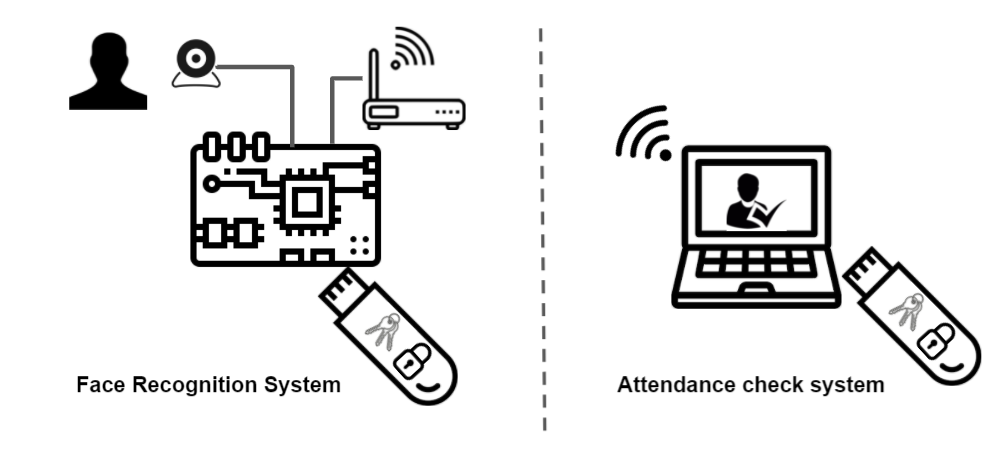 Face Recognition System
Attendance check system